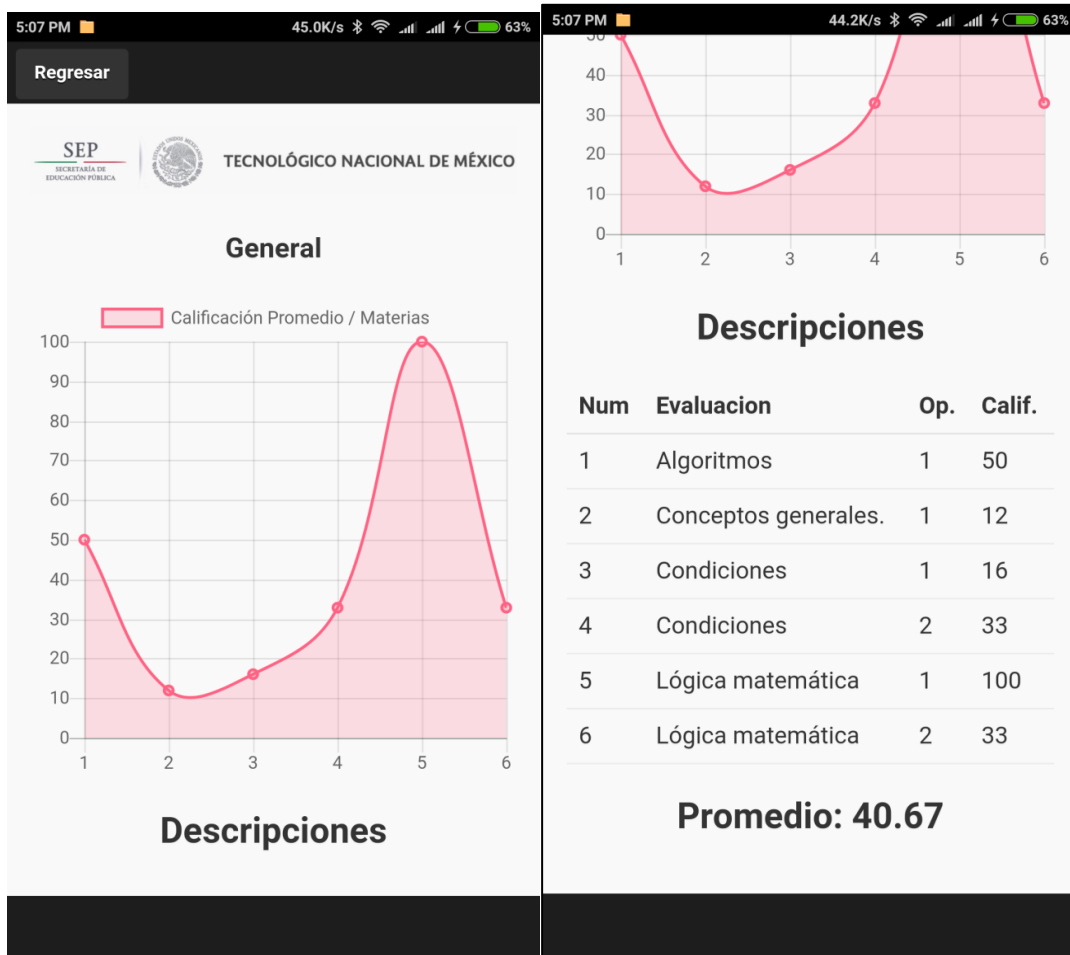 5:07 PM 45.0K/s 63%
Regresar
SEP
SECRETARÍA DE
EDUCACIÓN PÚBLICA
TECNOLÓGICO NACIONAL DE MÉXICO
General
Calificación Promedio / Materias
100
90
80
70
60
50
40
30
20
10
0
1 2 3 4 5 6
Descripciones
5:07 PM 44.2K/s 63%
50
40
30
20
10
0
1 2 3 4 5 6
Descripciones
Num Evaluacion Op. Calif.
1 Algoritmos 1 50
2 Conceptos generales. 1 12
3 Condiciones 1 16
4 Condiciones 2 33
5 Lógica matemática 1 100
6 Lógica matemática 2 33
Promedio: 40.67